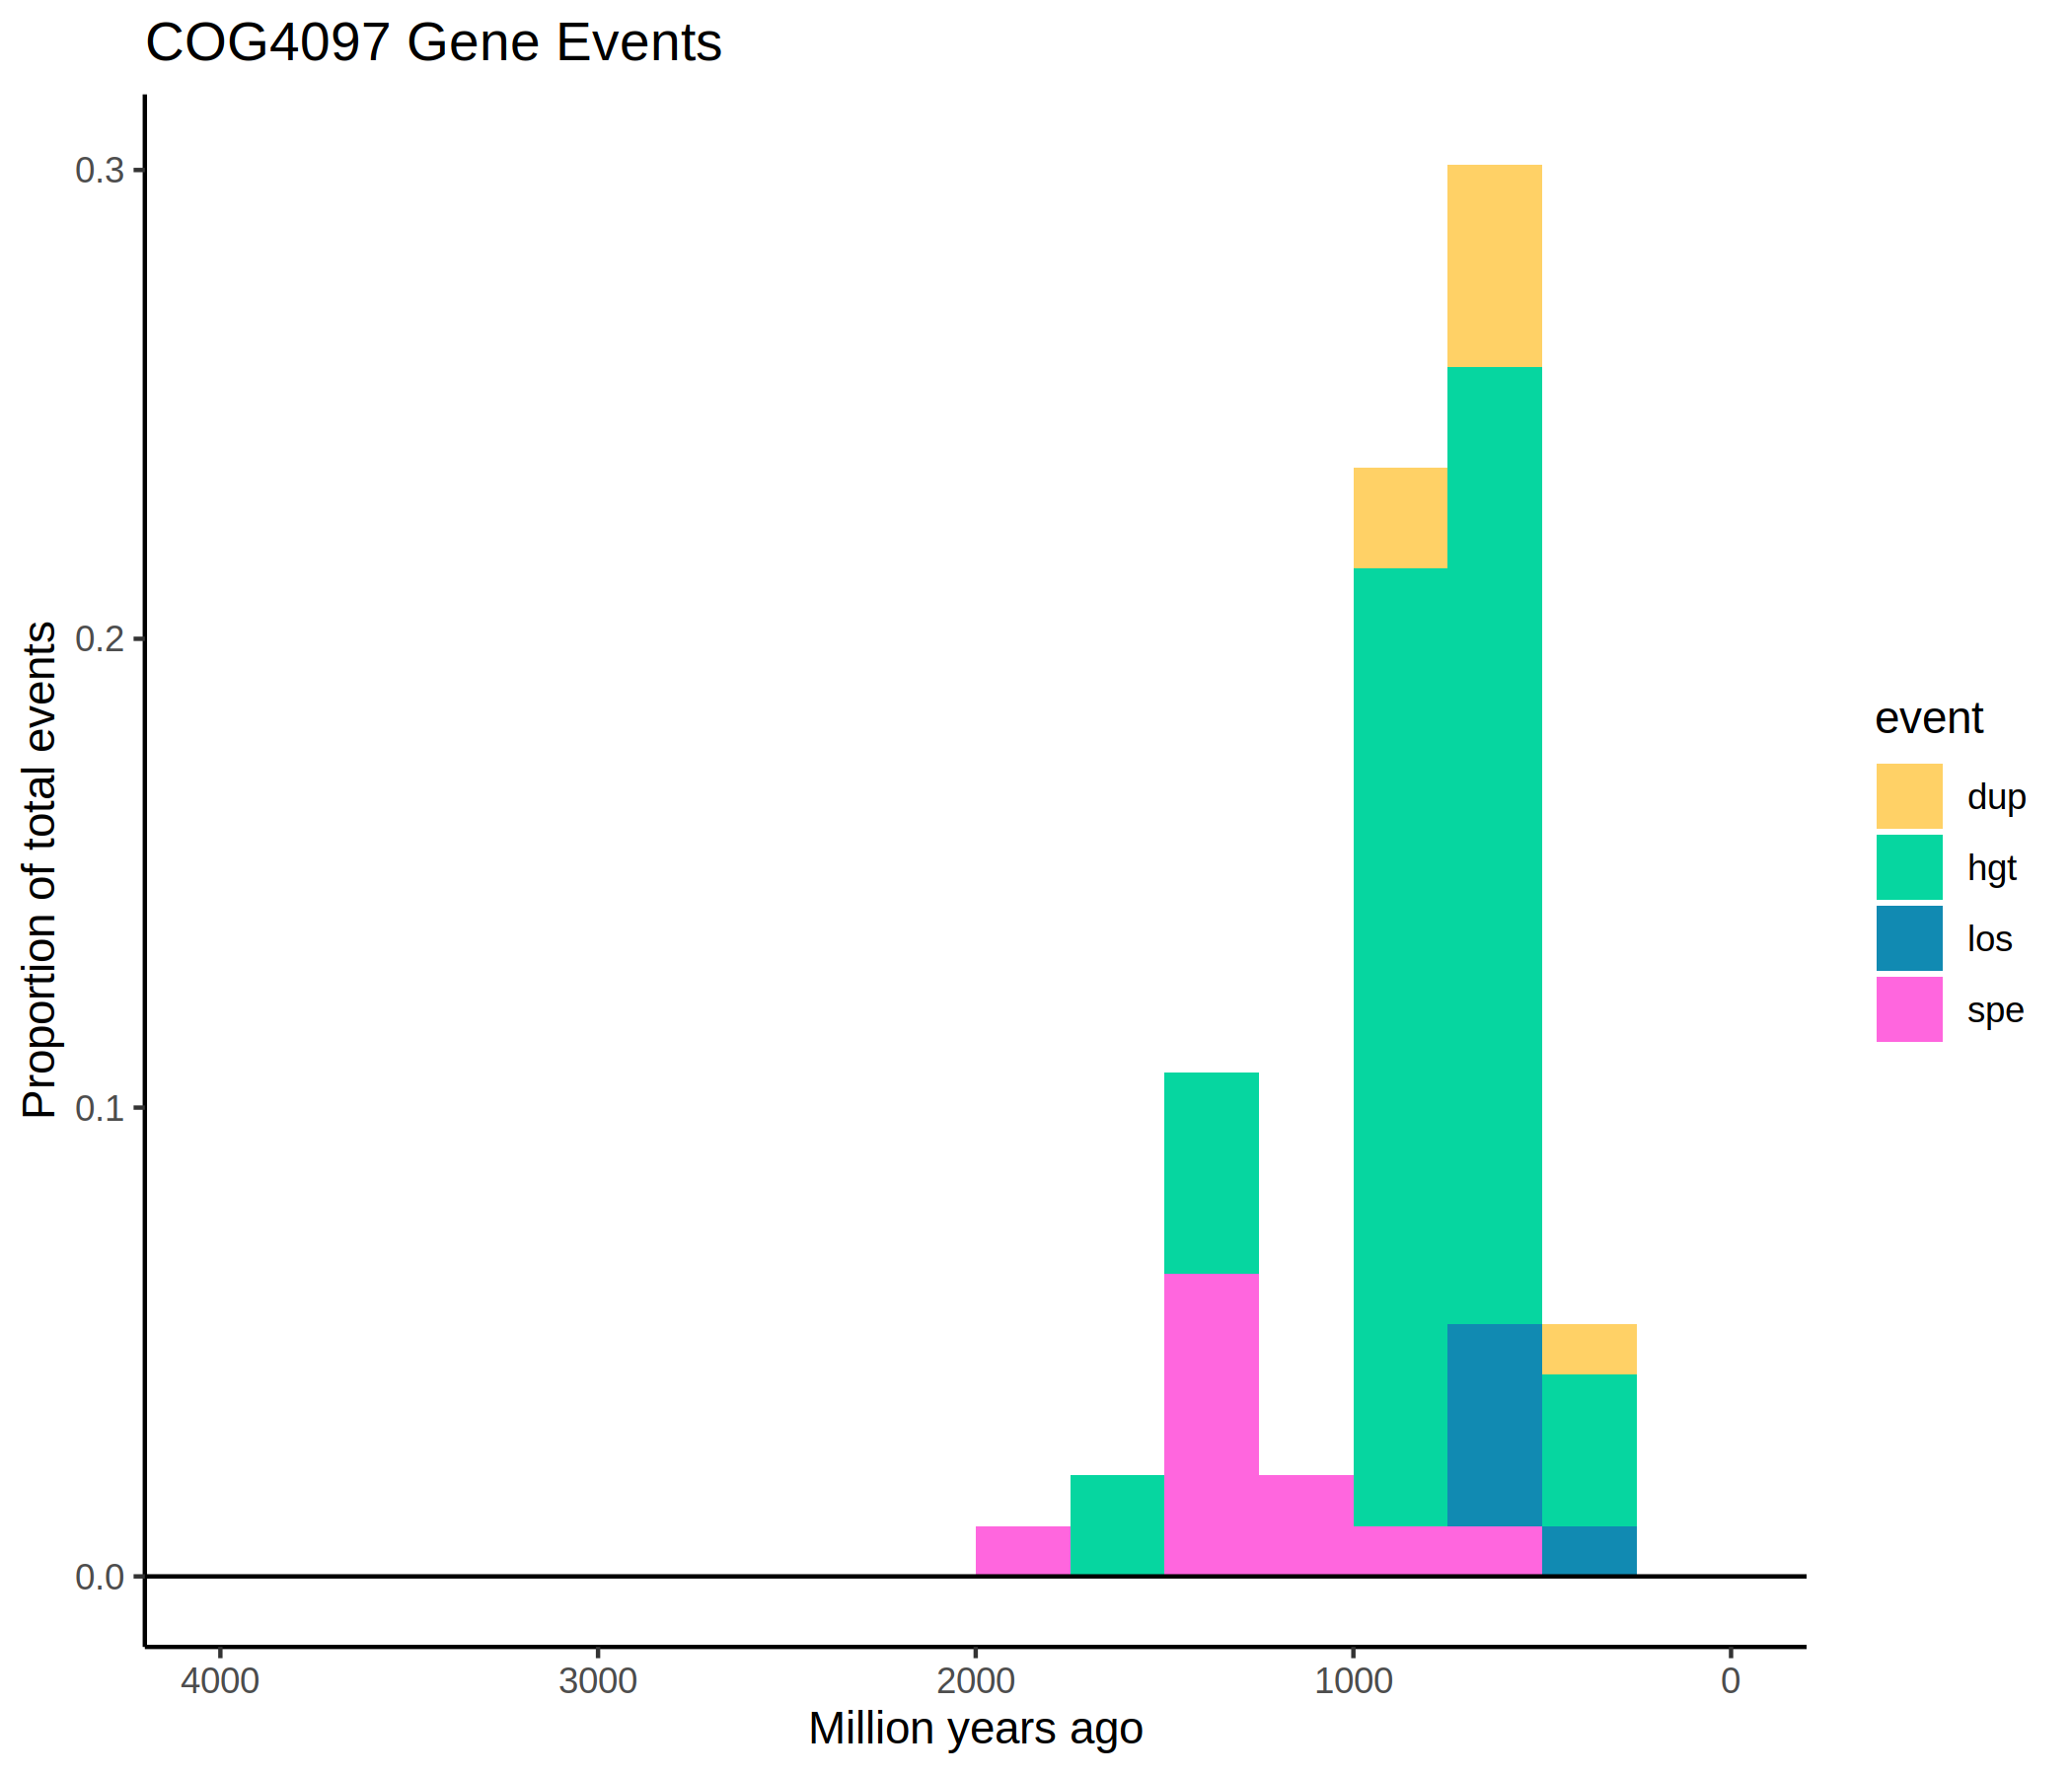 COG4097 Gene Events
Proportion of total events
0.3
0.2
0.1
0.0
4000 3000 2000 1000 0
Million years ago
event
dup
hgt
los
spe